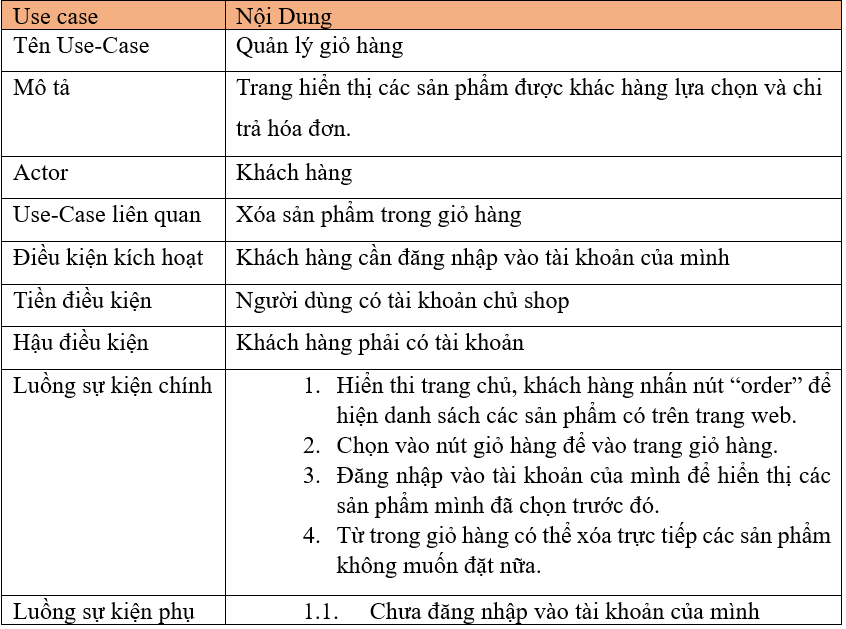 Use case Nội Dung
Tên Use-Case Quản lý giỏ hàng
Mô tả Trang hiển thị các sản phẩm được khác hàng lựa chọn và chi
trả hóa đơn.
Actor Khách hàng
Use-Case liên quan Xóa sản phẩm trong giỏ hàng
Điều kiện kích hoạt Khách hàng cần đăng nhập vào tài khoản của mình
Tiền điều kiện Người dùng có tài khoản chủ shop
Hậu điều kiện Khách hàng phải có tài khoản
Luồng sự kiện chính 1. Hiển thi trang chủ, khách hàng nhấn nút “order” để
hiện danh sách các sản phẩm có trên trang web.
2. Chọn vào nút giỏ hàng để vào trang giỏ hàng.
3. Đăng nhập vào tài khoản của mình để hiển thị các
sản phẩm mình đã chọn trước đó.
4. Từ trong giỏ hàng có thể xóa trực tiếp các sản phẩm
không muốn đặt nữa.
Luồng sự kiện phụ 1.1. Chưa đăng nhập vào tài khoản của mình